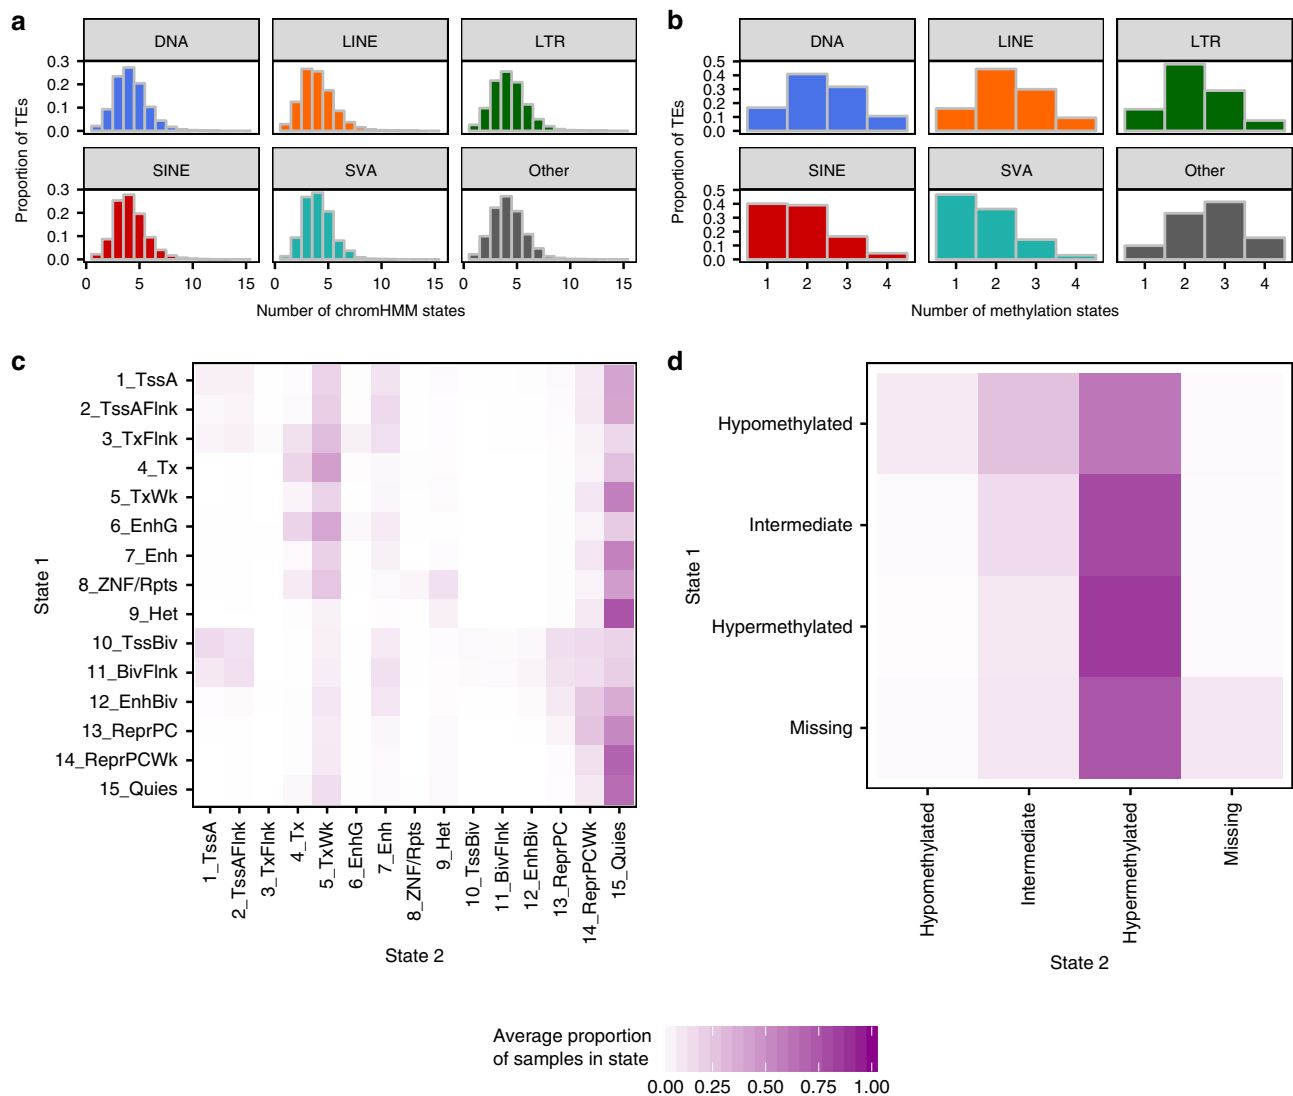 a
DNA
LINE
LTR
Proportion of TEs
0.3
0.2
0.1
0.0
SINE
SVA
Other
0.3
0.2
0.1
0.0
0 5 10 15
0 5 10 15
0 5 10 15
Number of chromHMM states
b
DNA
LINE
LTR
Proportion of TEs
0.5
0.4
0.3
0.2
0.1
0.0
SINE
SVA
Other
0.5
0.4
0.3
0.2
0.1
0.0
1 2 3 4
1 2 3 4
1 2 3 4
Number of methylation states
c
State 1
1_TssA
2_TssAFlnk
3_TxFlnk
4_Tx
5_TxWk
6_EnhG
7_Enh
8_ZNF/Rpts
9_Het
10_TssBiv
11_BivFlnk
12_EnhBiv
13_ReprPC
14_ReprPCWk
15_Quies
1_TssA
2_TssAFlnk
3_TxFlnk
4_Tx
5_TxWk
6_EnhG
7_Enh
8_ZNF/Rpts
9_Het
10_TssBiv
11_BivFlnk
12_EnhBiv
13_ReprPC
14_ReprPCWk
15_Quies
State 2
d
State 1
Hypomethylated
Intermediate
Hypermethylated
Missing
Hypomethylated
Intermediate
Hypermethylated
Missing
State 2
Average proportion
of samples in state
0.00 0.25 0.50 0.75 1.00